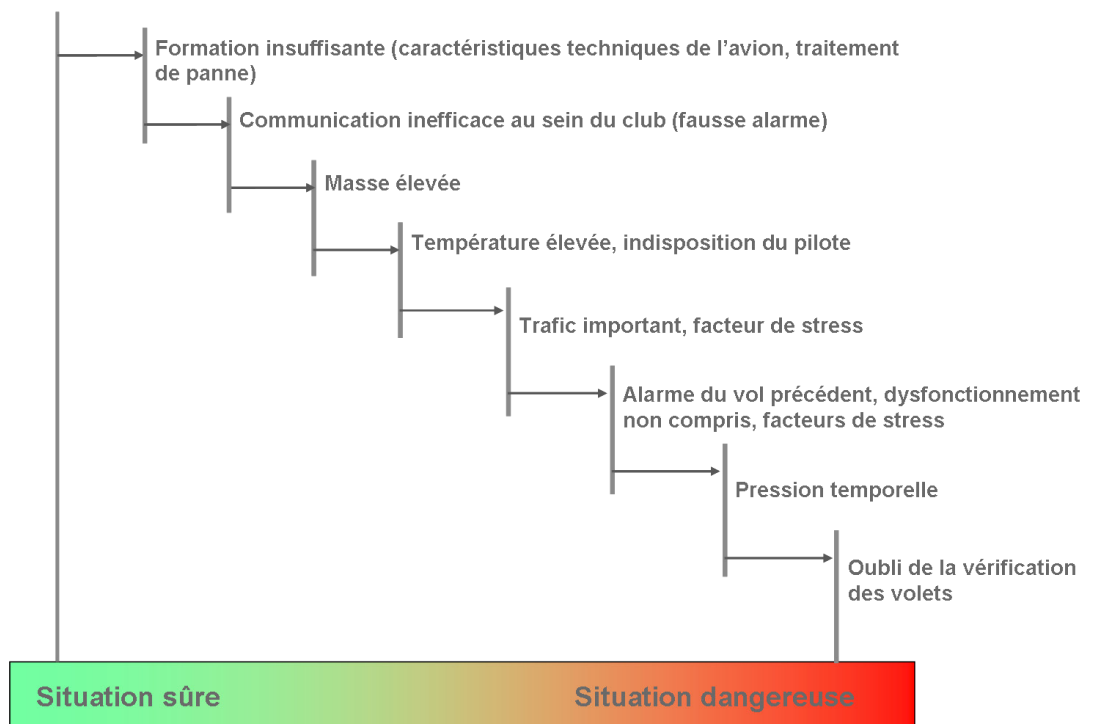 Formation insuffisante (caractéristiques techniques de l’avion, traitement
de panne)
Communication inefficace au sein du club (fausse alarme)
Masse élevée
Température élevée, indisposition du pilote
Trafic important, facteur de stress
Alarme du vol précédent, dysfonctionnement
non compris, facteurs de stress
Pression temporelle
Oubli de la vérification
des volets
Situation sûre
Situation dangereuse